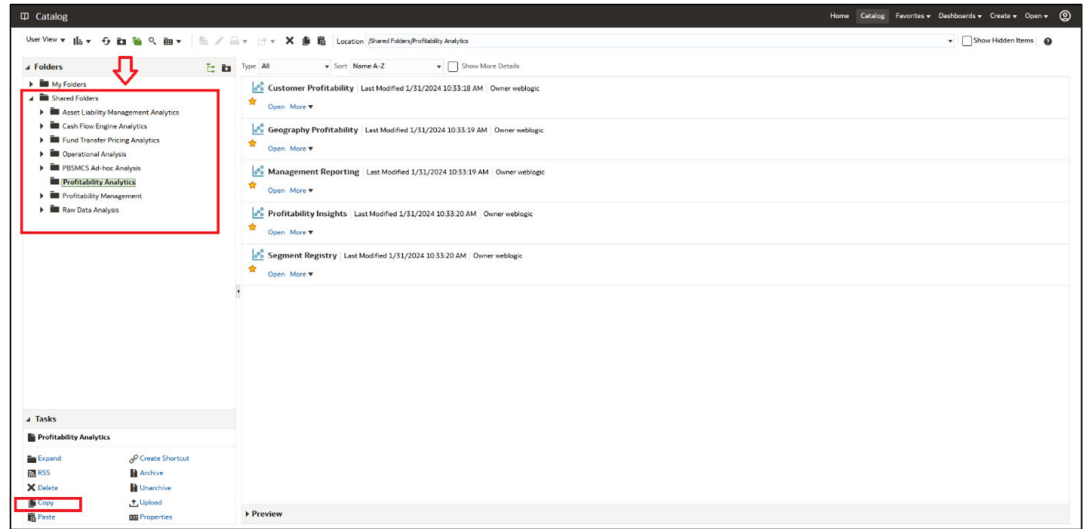 Catalog
Home Catalog Favorites Dashboards Create Open
User View
Location /Shared Folders/Profitability Analytics
Show Hidden Items
Folders
My Folders
Shared Folders
Asset Liability Management Analytics
Cash Flow Engine Analytics
Fund Transfer Pricing Analytics
Operational Analysis
PBSMCS Ad-hoc Analysis
Profitability Analytics
Profitability Management
Raw Data Analysis
Type All Sort Name A-Z Show More Details
Customer Profitability Last Modified 1/31/2024 10:33:18 AM Owner weblogic
Open More
Geography Profitability Last Modified 1/31/2024 10:33:19 AM Owner weblogic
Open More
Management Reporting Last Modified 1/31/2024 10:33:19 AM Owner weblogic
Open More
Profitability Insights Last Modified 1/31/2024 10:33:20 AM Owner weblogic
Open More
Segment Registry Last Modified 1/31/2024 10:33:20 AM Owner weblogic
Open More
Tasks
Profitability Analytics
Expand Create Shortcut
RSS Archive
Delete Unarchive
Copy Upload
Paste Properties
Preview